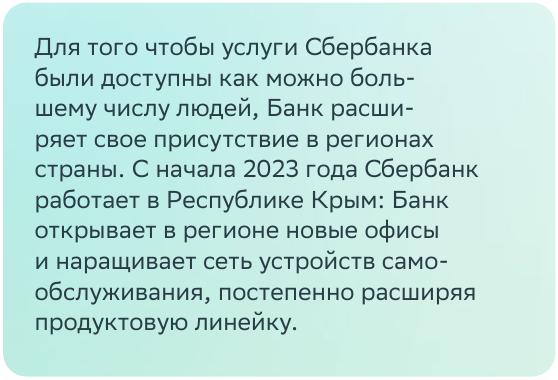 Для того чтобы услуги Сбербанка
были доступны как можно боль-
шему числу людей, Банк расши-
ряет свое присутствие в регионах
страны. С начала 2023 года Сбербанк
работает в Республике Крым: Банк
открывает в регионе новые офисы
и наращивает сеть устройств само-
обслуживания, постепенно расширяя
продуктовую линейку.